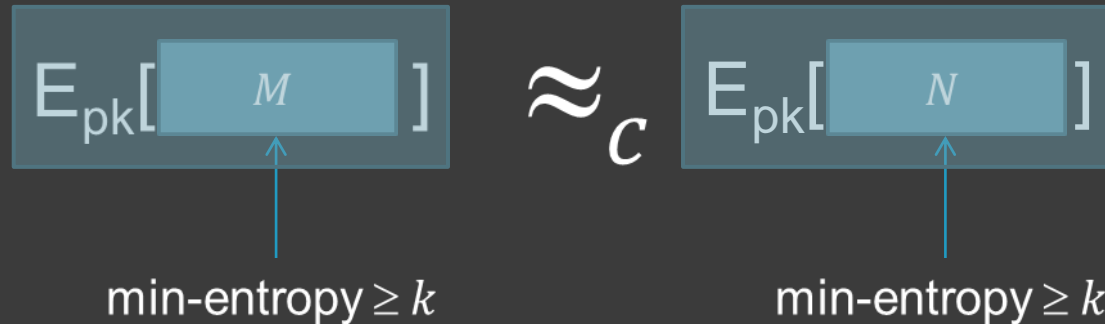 E_pk[ M ] ≈_c E_pk[ N ]
min-entropy ≥ k min-entropy ≥ k